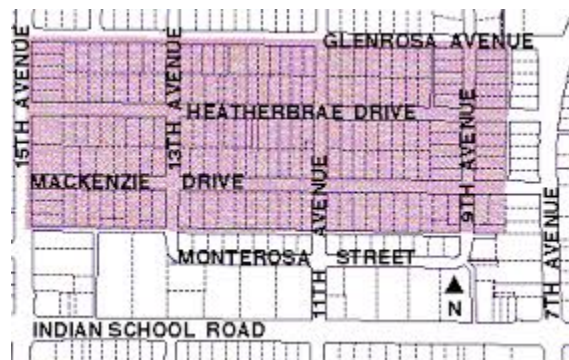 GLENROSA AVENUE
15TH AVENUE
13TH AVENUE
HEATHERBRAE DRIVE
9TH AVENUE
MACKENZIE DRIVE
11TH AVENUE
7TH AVENUE
MONTEROSA STREET
N
INDIAN SCHOOL ROAD